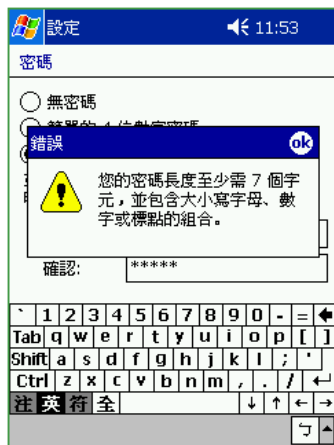 設定 11:53
密碼
無密碼
錯誤 ok
您的密碼長度至少需 7 個字
元，並包含大小寫字母、數
字或標點的組合。
確認: *****
` 1 2 3 4 5 6 7 8 9 0 - =
Tab q w e r t y u i o p [ ]
Shift a s d f g h j k l ; '
Ctrl z x c v b n m , . /
注 英 符 全
ㄢ